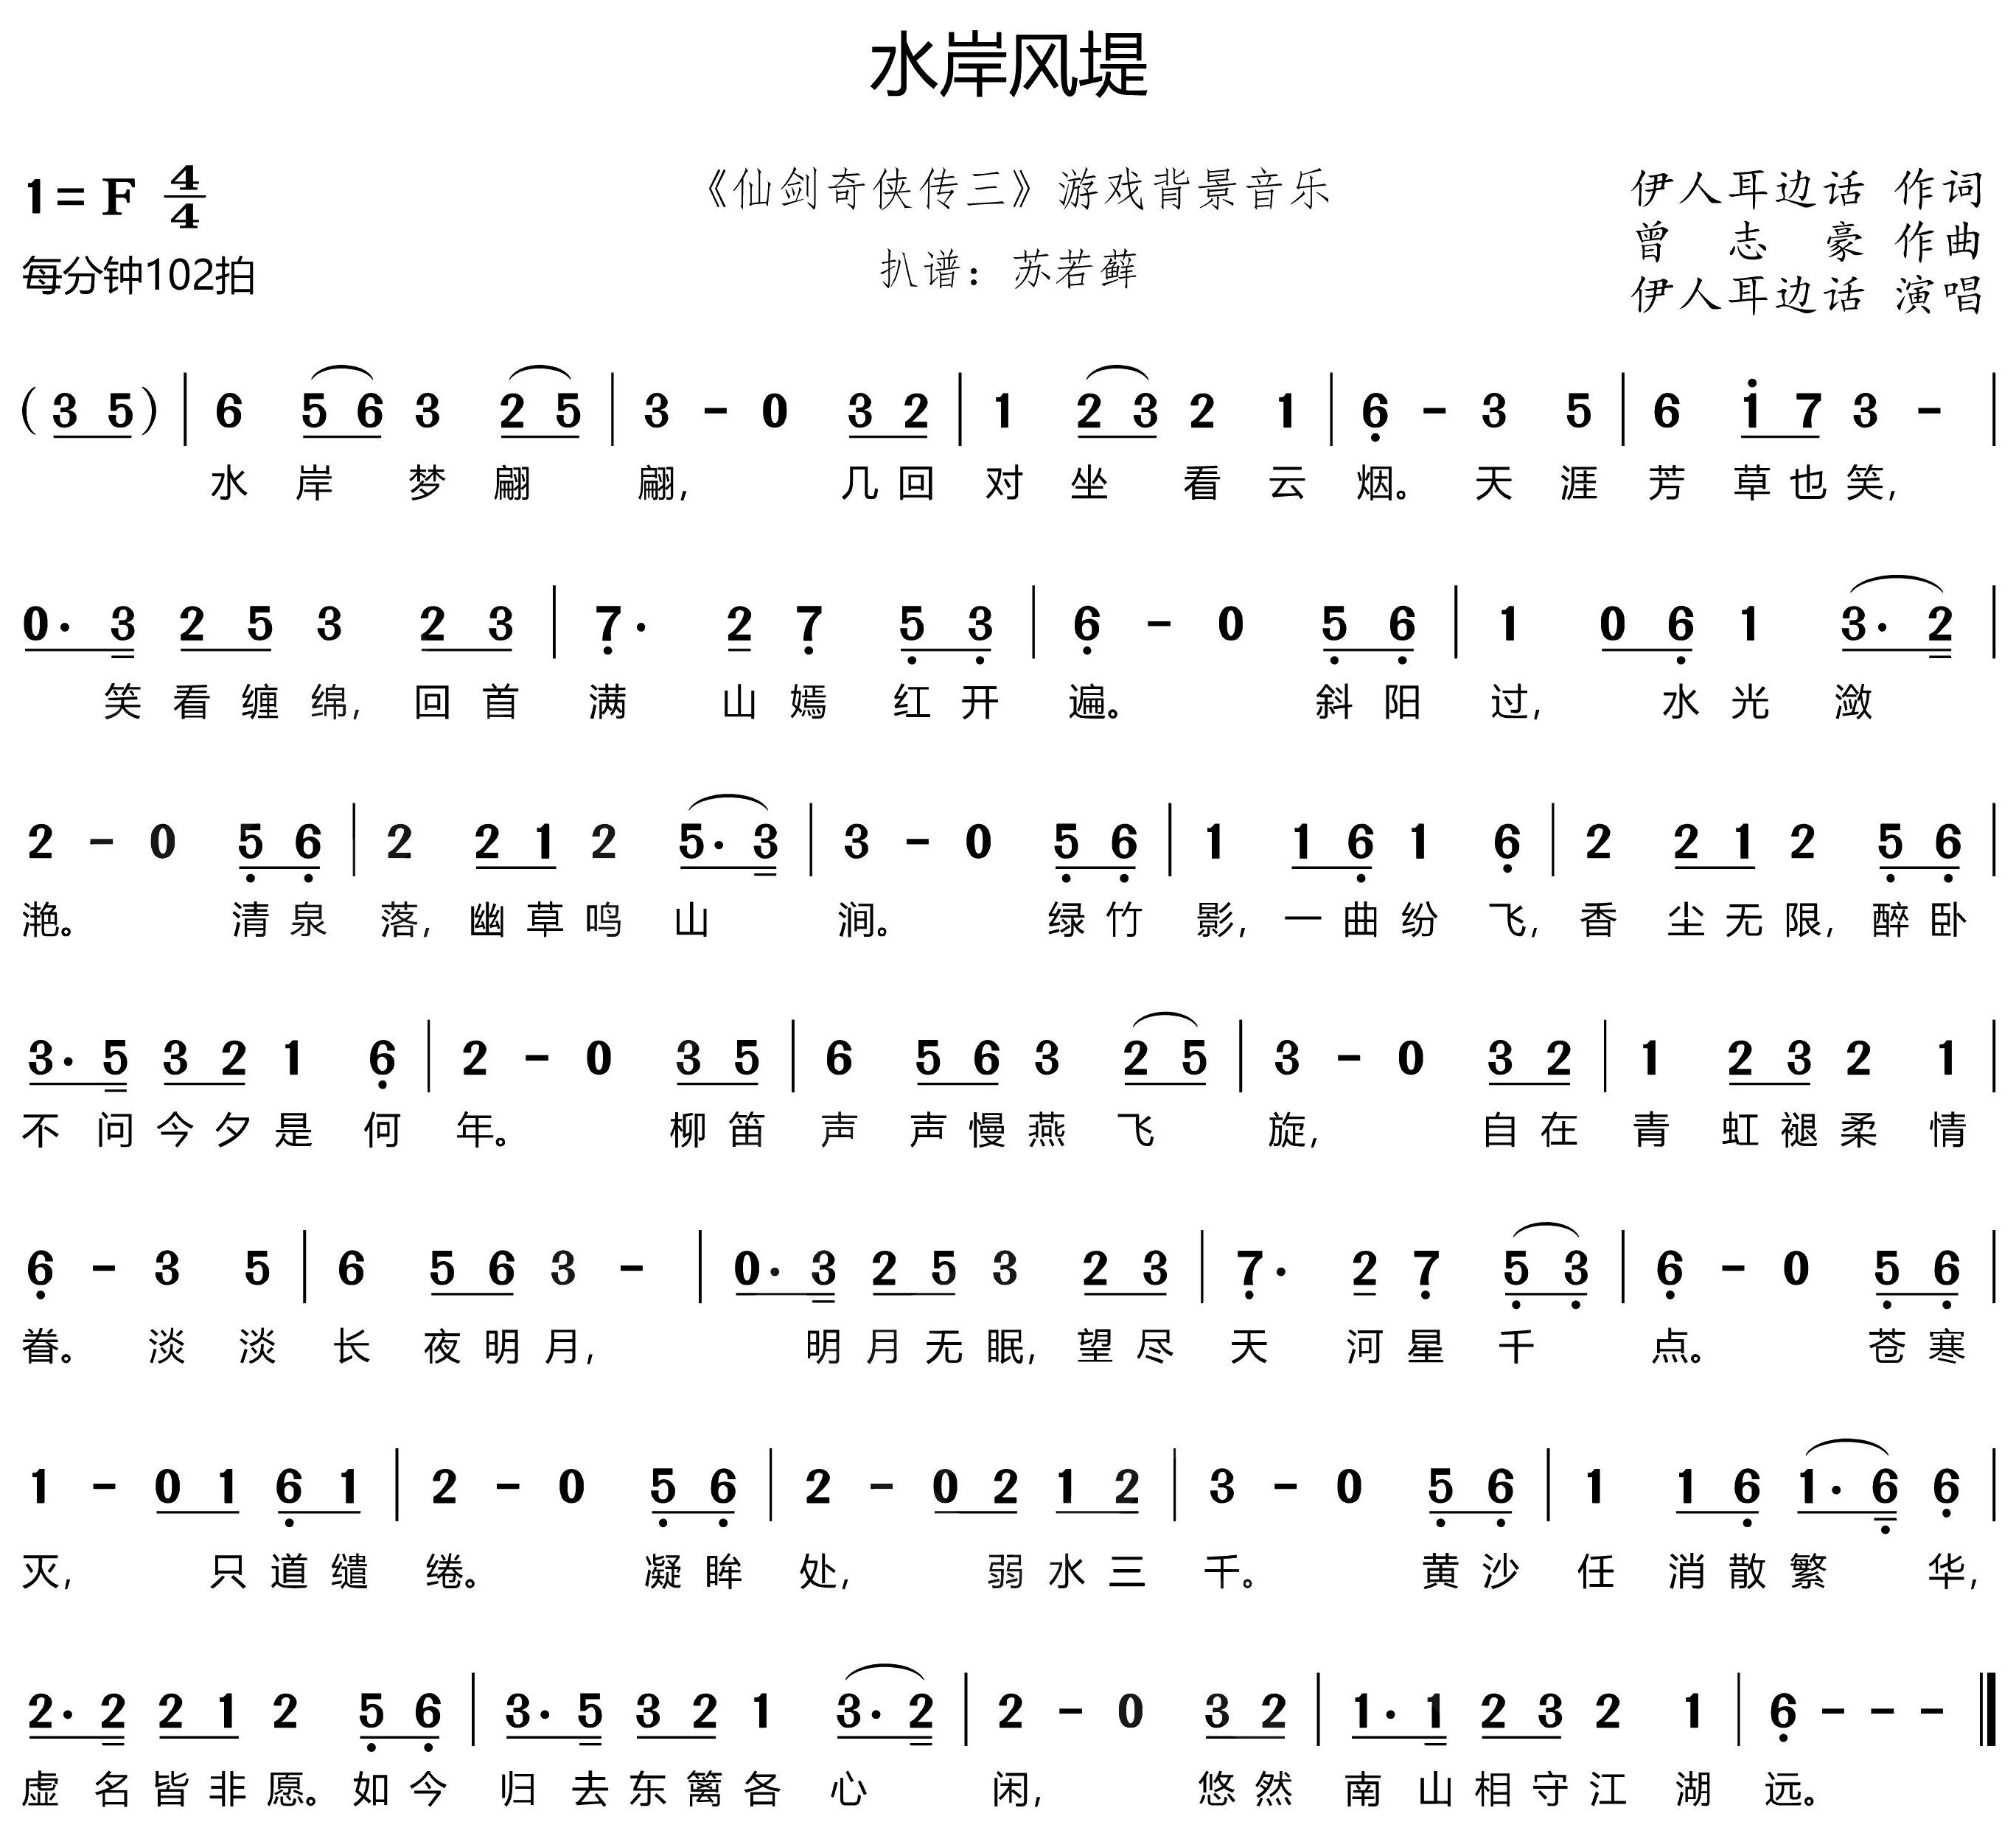 水岸风堤
1=F 4/4
《仙剑奇侠传三》游戏背景音乐
伊人耳边话 作词
每分钟102拍
扒谱：苏若藓
曾志豪 作曲
伊人耳边话 演唱
(3 5) | 6 5 6 3 2 5 | 3 - 0 3 2 | 1 2 3 2 1 | 6̣ - 3 5 | 6 1̇ 7 3 - |
水 岸 梦 翩 翩， 几 回 对 坐 看 云 烟。 天 涯 芳 草 也 笑，
0· 3 2 5 3 2 3 | 7̣· 2 7̣ 5̣ 3̣ | 6̣ - 0 5̣ 6̣ | 1 0 6̣ 1 3· 2 |
笑 看 缠 绵， 回 首 满 山 嫣 红 开 遍。 斜 阳 过， 水 光 潋
2 - 0 5̣ 6̣ | 2 2 1 2 5· 3 | 3 - 0 5̣ 6̣ | 1 1 6̣ 1 6̣ | 2 2 1 2 5̣ 6̣ |
滟。 清 泉 落， 幽 草 鸣 山 涧。 绿 竹 影， 一 曲 纷 飞， 香 尘 无 限， 醉 卧
3· 5 3 2 1 6̣ | 2 - 0 3 5 | 6 5 6 3 2 5 | 3 - 0 3 2 | 1 2 3 2 1 |
不 问 今 夕 是 何 年。 柳 笛 声 声 慢 燕 飞 旋， 自 在 青 虹 褪 柔 情
6̣ - 3 5 | 6 5 6 3 - | 0· 3 2 5 3 2 3 | 7̣· 2 7̣ 5̣ 3̣ | 6̣ - 0 5̣ 6̣ |
眷。 淡 淡 长 夜 明 月， 明 月 无 眠， 望 尽 天 河 星 千 点。 苍 寒
1 - 0 1 6̣ 1 | 2 - 0 5̣ 6̣ | 2 - 0 2 1 2 | 3 - 0 5̣ 6̣ | 1 1 6̣ 1· 6̣ 6̣ |
灭， 只 道 缱 绻。 凝 眸 处， 弱 水 三 千。 黄 沙 任 消 散 繁 华，
2· 2 2 1 2 5̣ 6̣ | 3· 5 3 2 1 3· 2 | 2 - 0 3 2 | 1· 1 2 3 2 1 | 6̣ - - - ‖
虚 名 皆 非 愿。 如 今 归 去 东 篱 各 心 闲， 悠 然 南 山 相 守 江 湖 远。